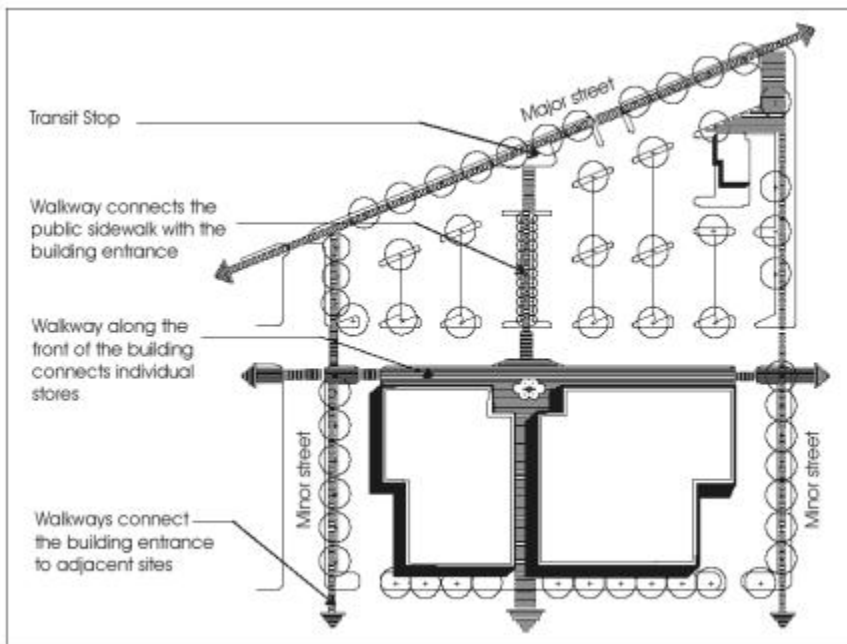 Major street
Transit Stop
Walkway connects the
public sidewalk with the
building entrance
Walkway along the
front of the building
connects individual
stores
Minor street
Minor street
Walkways connect
the building entrance
to adjacent sites